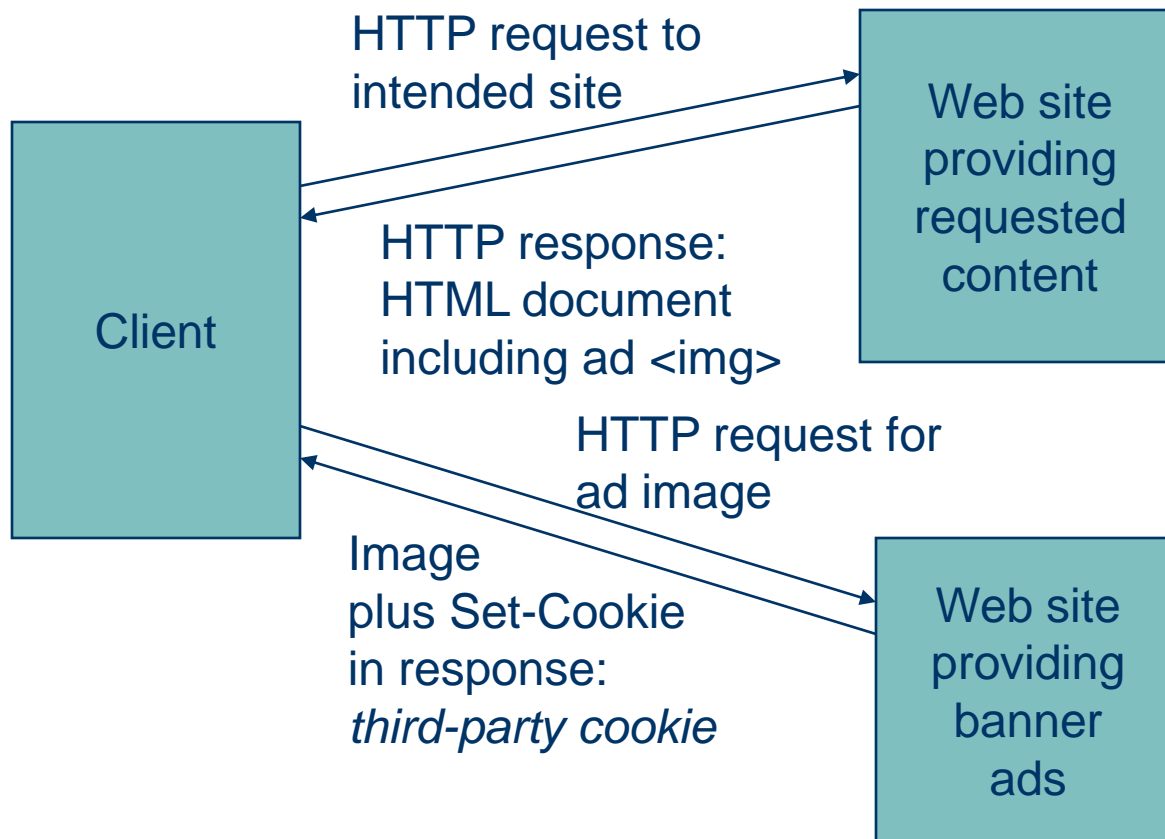 HTTP request to
intended site
Web site
providing
requested
content
Client
HTTP response:
HTML document
including ad <img>
HTTP request for
ad image
Image
plus Set-Cookie
in response:
third-party cookie
Web site
providing
banner
ads